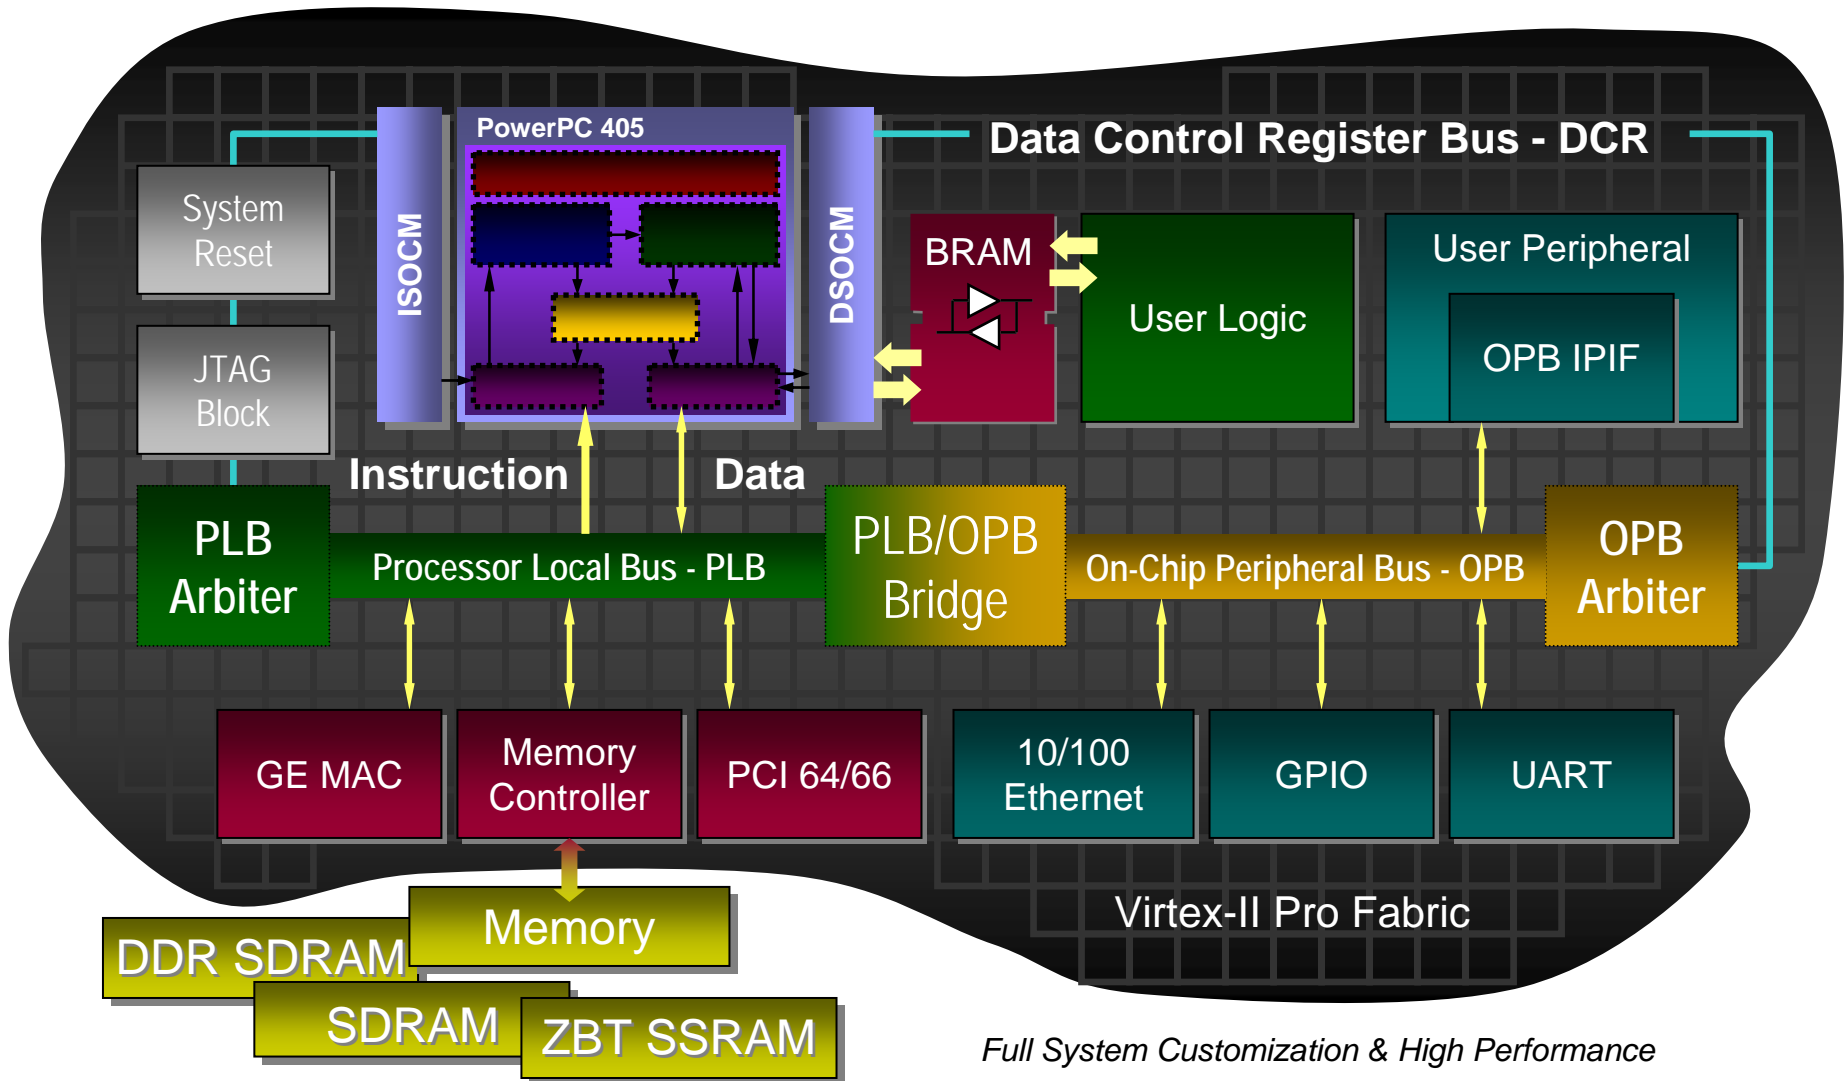 PowerPC 405
Data Control Register Bus - DCR
System
Reset
ISOCM
DSOCM
BRAM
User Logic
User Peripheral
OPB IPIF
JTAG
Block
Instruction
Data
PLB
Arbiter
Processor Local Bus - PLB
PLB/OPB
Bridge
On-Chip Peripheral Bus - OPB
OPB
Arbiter
GE MAC
Memory
Controller
PCI 64/66
10/100
Ethernet
GPIO
UART
Memory
DDR SDRAM
SDRAM
ZBT SSRAM
Virtex-II Pro Fabric
Full System Customization & High Performance